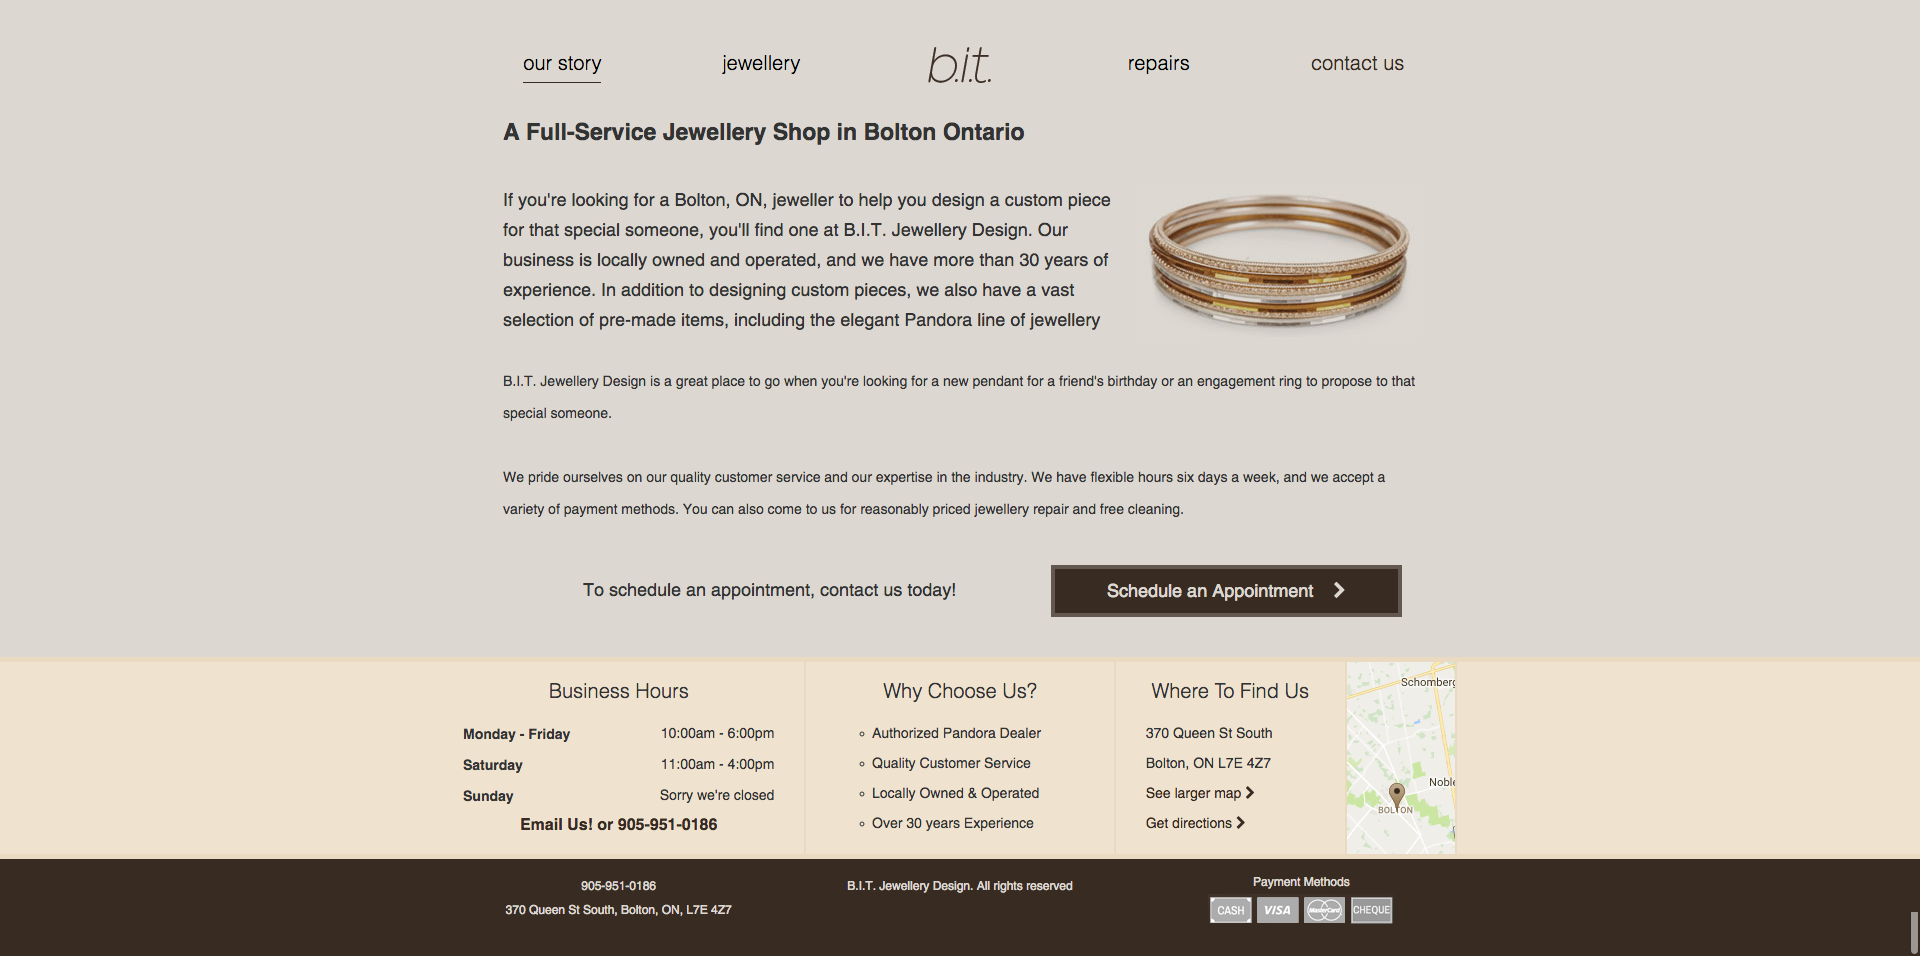 our story
jewellery
b.i.t.
repairs
contact us
A Full-Service Jewellery Shop in Bolton Ontario
If you're looking for a Bolton, ON, jeweller to help you design a custom piece
for that special someone, you'll find one at B.I.T. Jewellery Design. Our
business is locally owned and operated, and we have more than 30 years of
experience. In addition to designing custom pieces, we also have a vast
selection of pre-made items, including the elegant Pandora line of jewellery
B.I.T. Jewellery Design is a great place to go when you're looking for a new pendant for a friend's birthday or an engagement ring to propose to that
special someone.
We pride ourselves on our quality customer service and our expertise in the industry. We have flexible hours six days a week, and we accept a
variety of payment methods. You can also come to us for reasonably priced jewellery repair and free cleaning.
To schedule an appointment, contact us today!
Schedule an Appointment
Business Hours
Monday - Friday 10:00am - 6:00pm
Saturday 11:00am - 4:00pm
Sunday Sorry we're closed
Email Us! or 905-951-0186
Why Choose Us?
Authorized Pandora Dealer
Quality Customer Service
Locally Owned & Operated
Over 30 years Experience
Where To Find Us
370 Queen St South
Bolton, ON L7E 4Z7
See larger map
Get directions
Schomberg
Noble
BOLTON
905-951-0186
370 Queen St South, Bolton, ON, L7E 4Z7
B.I.T. Jewellery Design. All rights reserved
Payment Methods
CASH
VISA
MasterCard
CHEQUE